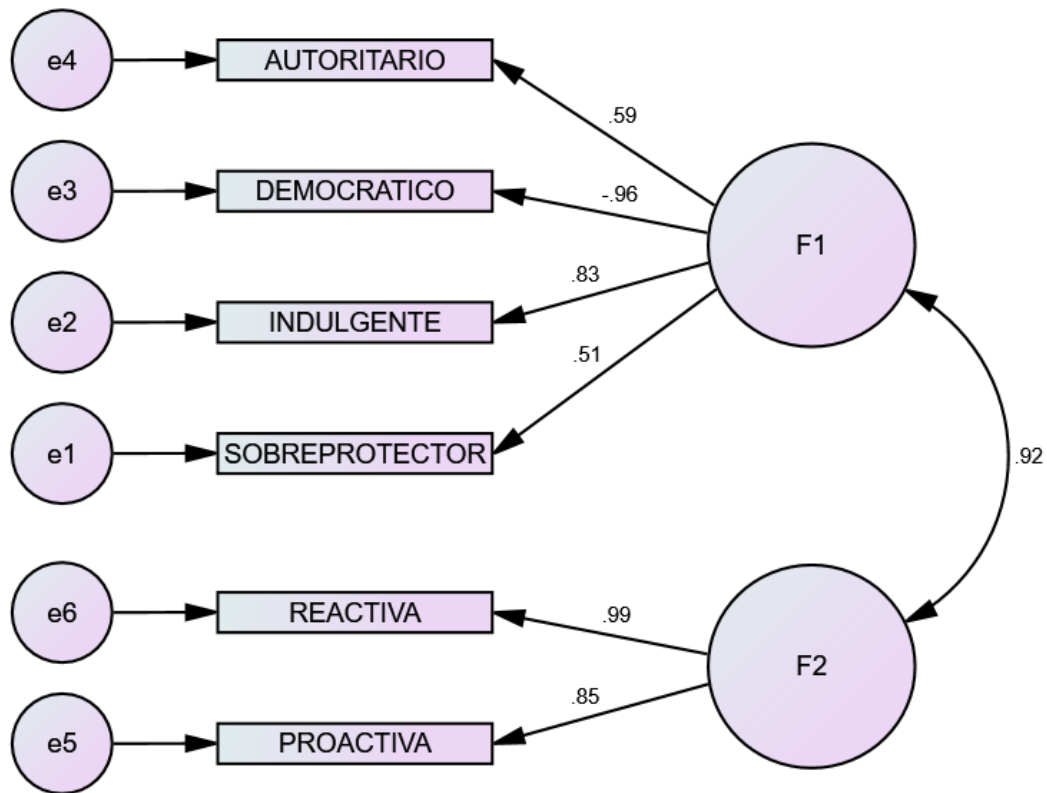 e4
AUTORITARIO
.59
e3
DEMOCRATICO
-.96
F1
e2
INDULGENTE
.83
e1
SOBREPROTECTOR
.51
.92
e6
REACTIVA
.99
F2
e5
PROACTIVA
.85